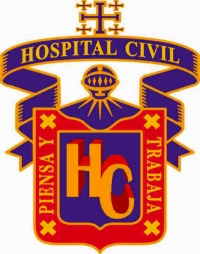 HOSPITAL CIVIL
PIENSA Y
TRABAJA
HC